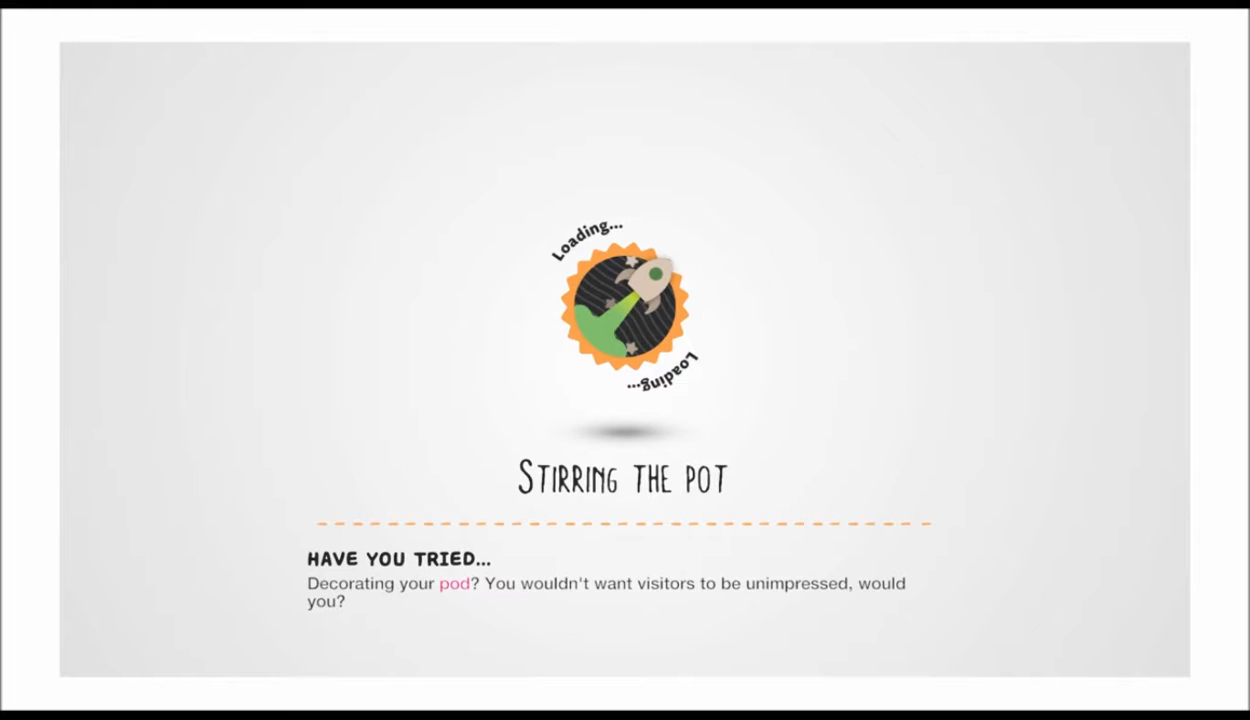 Loading...
Loading...
STIRRING THE POT
HAVE YOU TRIED...
Decorating your pod? You wouldn't want visitors to be unimpressed, would
you?